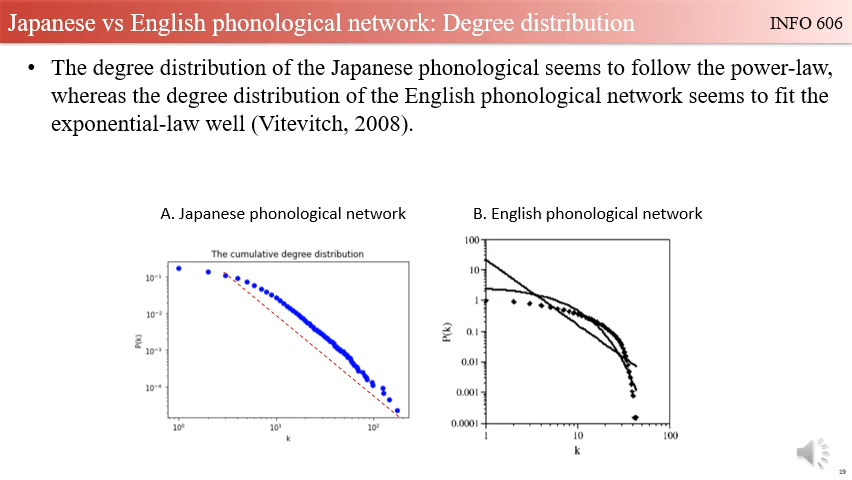 Japanese vs English phonological network: Degree distribution
INFO 606
• The degree distribution of the Japanese phonological seems to follow the power-law,
whereas the degree distribution of the English phonological network seems to fit the
exponential-law well (Vitevitch, 2008).
A. Japanese phonological network
B. English phonological network
The cumulative degree distribution
P(k)
10⁻¹
10⁻²
10⁻³
10⁻⁴
10⁰ 10¹ 10²
k
P(k)
100
10
1
0.1
0.01
0.001
0.0001
1 10 100
k
19